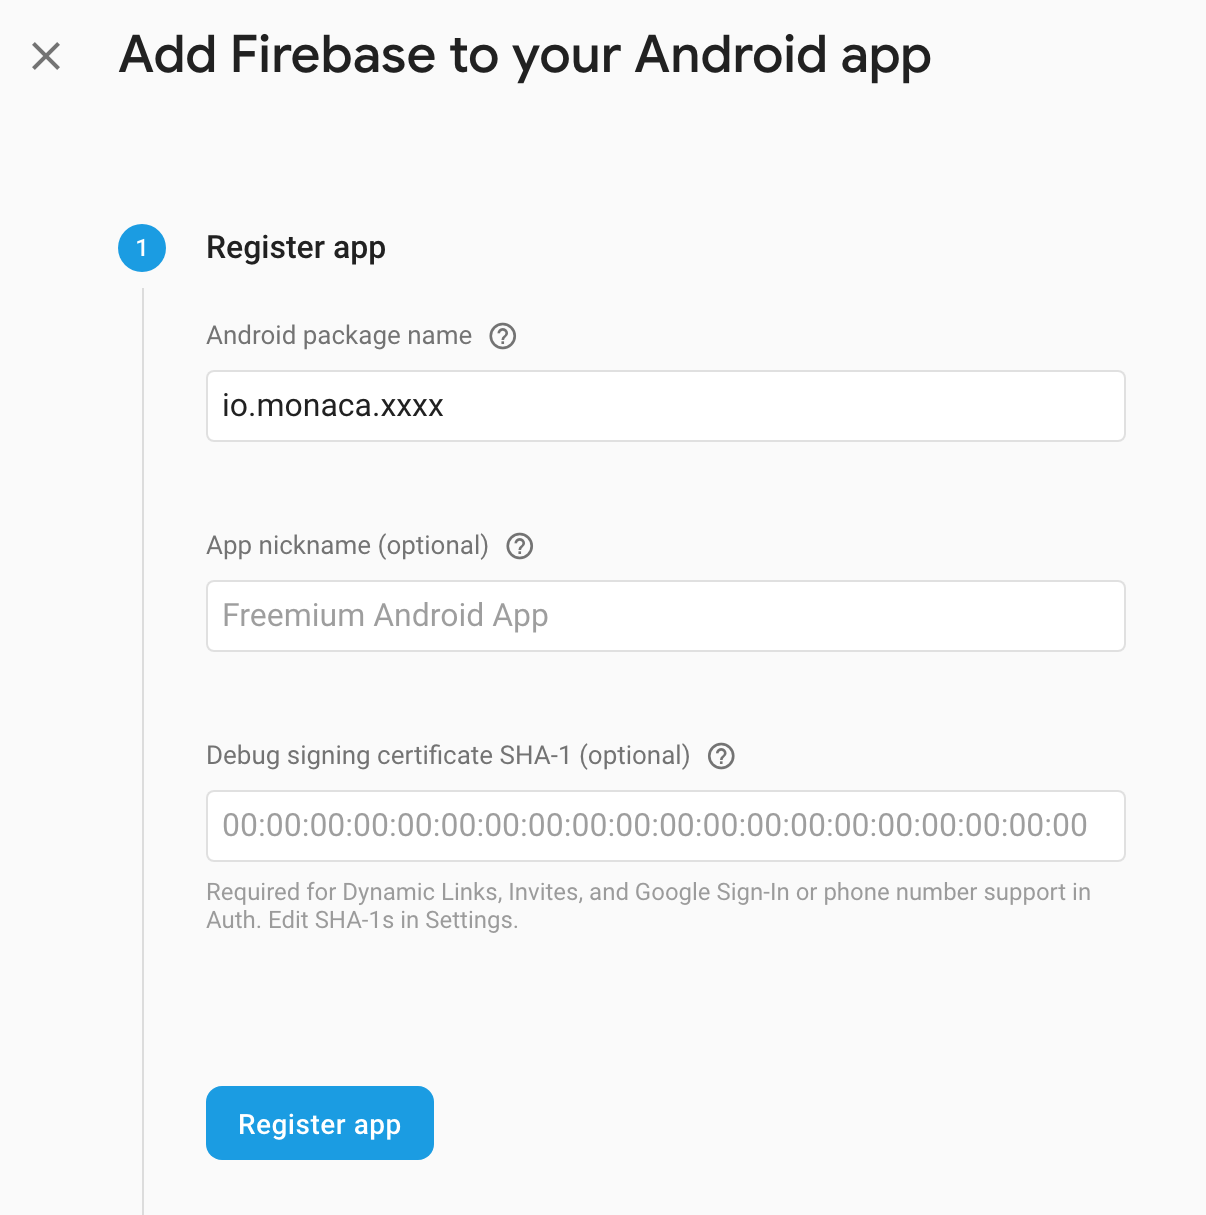 Add Firebase to your Android app
1 Register app
Android package name ?
io.monaca.xxxx
App nickname (optional) ?
Freemium Android App
Debug signing certificate SHA-1 (optional) ?
00:00:00:00:00:00:00:00:00:00:00:00:00:00:00:00:00:00:00:00
Required for Dynamic Links, Invites, and Google Sign-In or phone number support in
Auth. Edit SHA-1s in Settings.
Register app